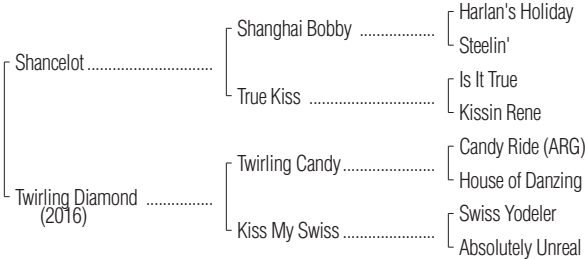 Harlan's Holiday
Shanghai Bobby ..................
Steelin'
Shancelot ..............................
Is It True
True Kiss ..............................
Kissin Rene
Candy Ride (ARG)
Twirling Candy......................
House of Danzing
Twirling Diamond ................
(2016)
Swiss Yodeler
Kiss My Swiss ......................
Absolutely Unreal